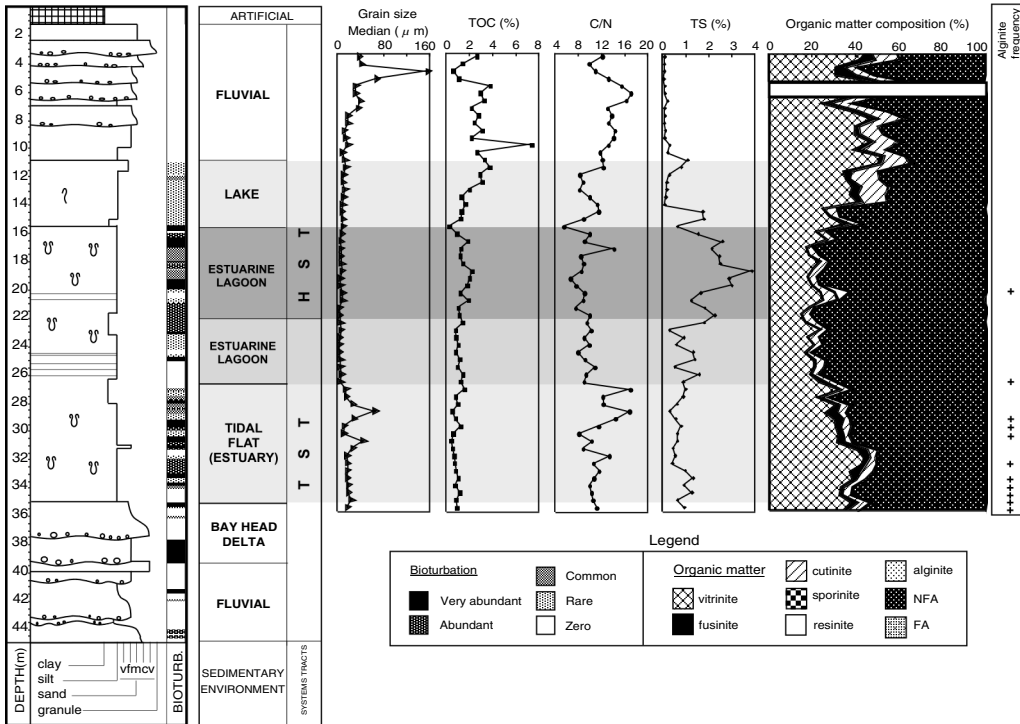 ARTIFICIAL
Grain size
Median ( μ m)
0 160
TOC (%)
0 2 4 6 8
C/N
0 4 8 12 16 20
TS (%)
0 1 2 3 4
Organic matter composition (%)
0 20 40 60 80 100
Alginite
frequency
2
4
6
8
10
12
14
16
18
20
22
24
26
28
30
32
34
36
38
40
42
44
FLUVIAL
LAKE
ESTUARINE
LAGOON
ESTUARINE
LAGOON
TIDAL
FLAT
(ESTUARY)
BAY HEAD
DELTA
FLUVIAL
H S T
T S T
+
+
+++
+
++++++
DEPTH(m)
clay
silt
sand
granule
vfmcv
BIOTURB.
SEDIMENTARY
ENVIRONMENT
SYSTEMS TRACTS
Legend
Bioturbation
Very abundant
Abundant
Common
Rare
Zero
Organic matter
vitrinite
fusinite
cutinite
sporinite
resinite
alginite
NFA
FA